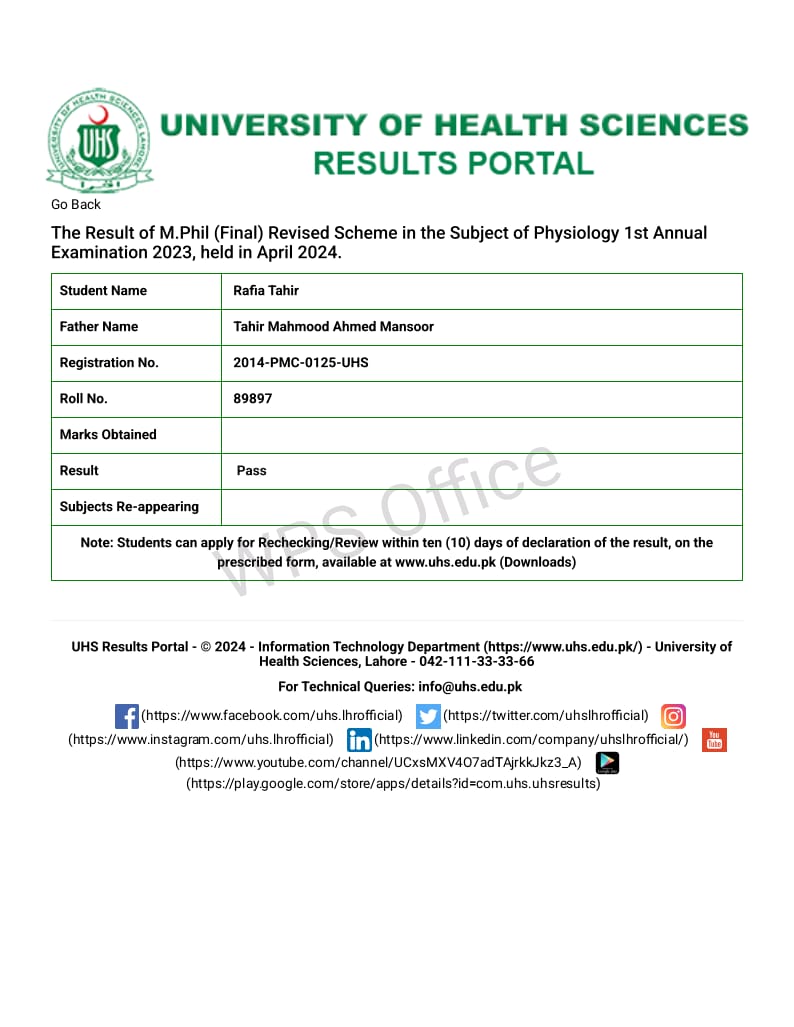 UNIVERSITY OF HEALTH SCIENCES LAHORE
UHS
اقرأ
UNIVERSITY OF HEALTH SCIENCES
RESULTS PORTAL
Go Back
The Result of M.Phil (Final) Revised Scheme in the Subject of Physiology 1st Annual
Examination 2023, held in April 2024.
Student Name Rafia Tahir
Father Name Tahir Mahmood Ahmed Mansoor
Registration No. 2014-PMC-0125-UHS
Roll No. 89897
Marks Obtained
Result Pass
Subjects Re-appearing
WPS Office
Note: Students can apply for Rechecking/Review within ten (10) days of declaration of the result, on the
prescribed form, available at www.uhs.edu.pk (Downloads)
UHS Results Portal - © 2024 - Information Technology Department (https://www.uhs.edu.pk/) - University of
Health Sciences, Lahore - 042-111-33-33-66
For Technical Queries: info@uhs.edu.pk
(https://www.facebook.com/uhs.lhrofficial) (https://twitter.com/uhslhrofficial)
(https://www.instagram.com/uhs.lhrofficial) in (https://www.linkedin.com/company/uhslhrofficial/) You Tube
(https://www.youtube.com/channel/UCxsMXV4O7adTAjrkkJkz3_A)
(https://play.google.com/store/apps/details?id=com.uhs.uhsresults)